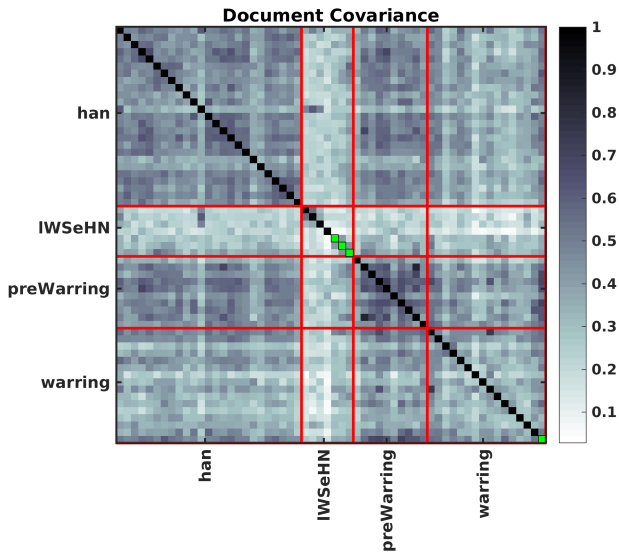 Document Covariance
han
lWSeHN
preWarring
warring
han
lWSeHN
preWarring
warring
1
0.9
0.8
0.7
0.6
0.5
0.4
0.3
0.2
0.1